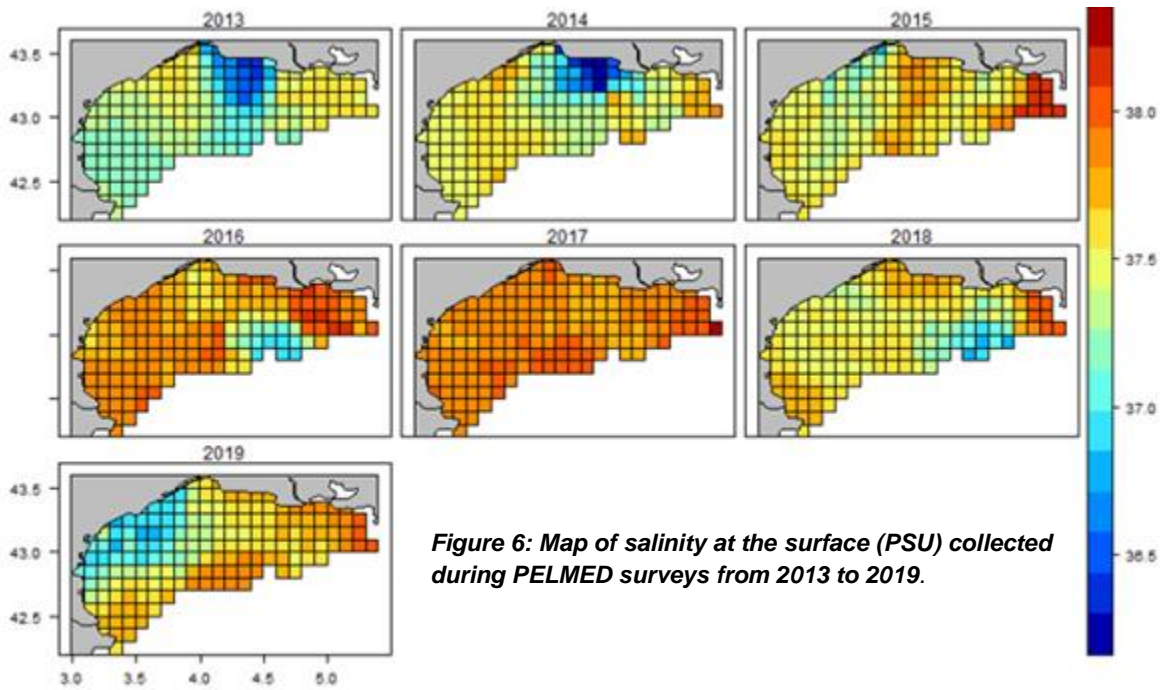 2013 2014 2015
43.5
43.0
42.5
38.0
2016 2017 2018
37.5
37.0
2019
43.5
43.0
42.5
36.5
Figure 6: Map of salinity at the surface (PSU) collected
during PELMED surveys from 2013 to 2019.
3.0 3.5 4.0 4.5 5.0